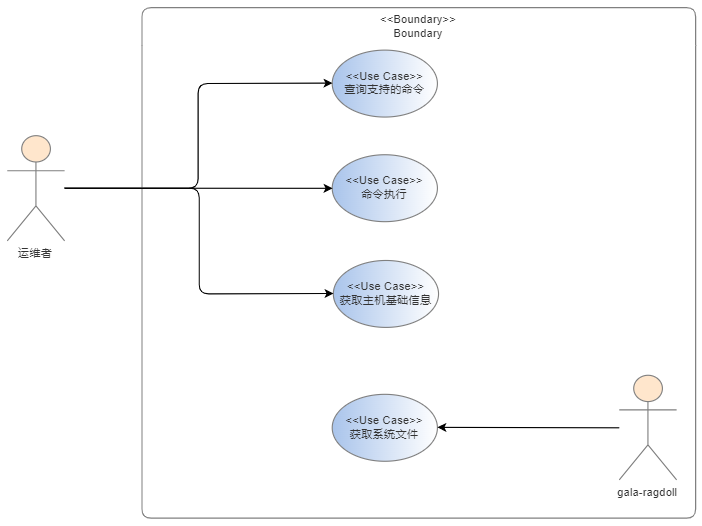 <<Boundary>>
Boundary
<<Use Case>>
查询支持的命令
<<Use Case>>
命令执行
运维者
<<Use Case>>
获取主机基础信息
<<Use Case>>
获取系统文件
gala-ragdoll